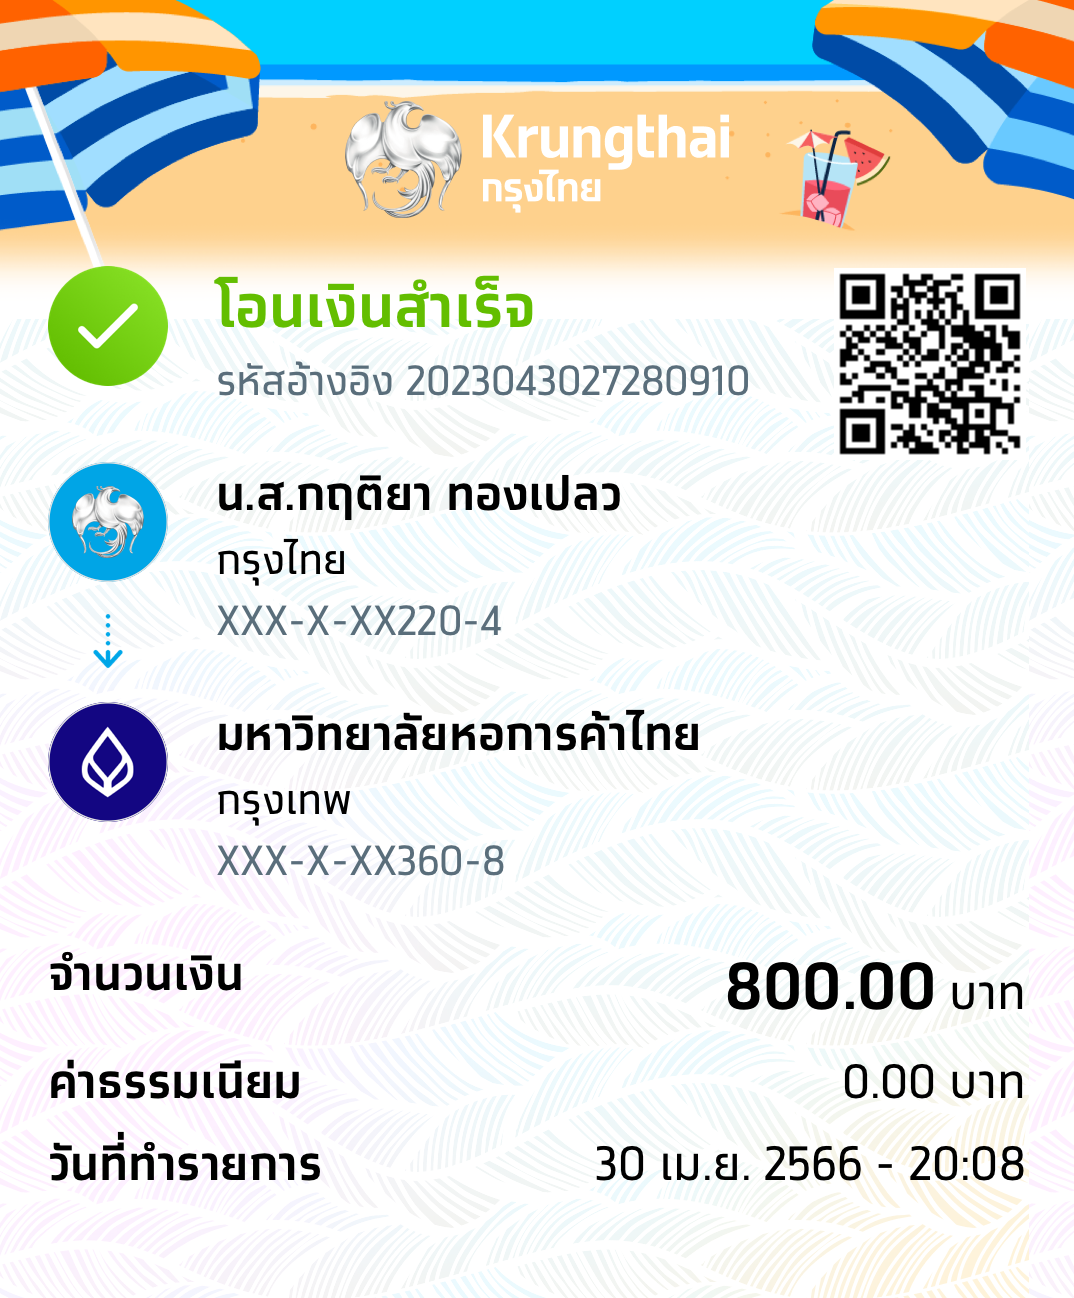 Krungthai
กรุงไทย
โอนเงินสำเร็จ
รหัสอ้างอิง 2023043027280910
น.ส.กฤติยา ทองเปลว
กรุงไทย
XXX-X-XX220-4
มหาวิทยาลัยหอการค้าไทย
กรุงเทพ
XXX-X-XX360-8
จำนวนเงิน 800.00 บาท
ค่าธรรมเนียม 0.00 บาท
วันที่ทำรายการ 30 เม.ย. 2566 - 20:08